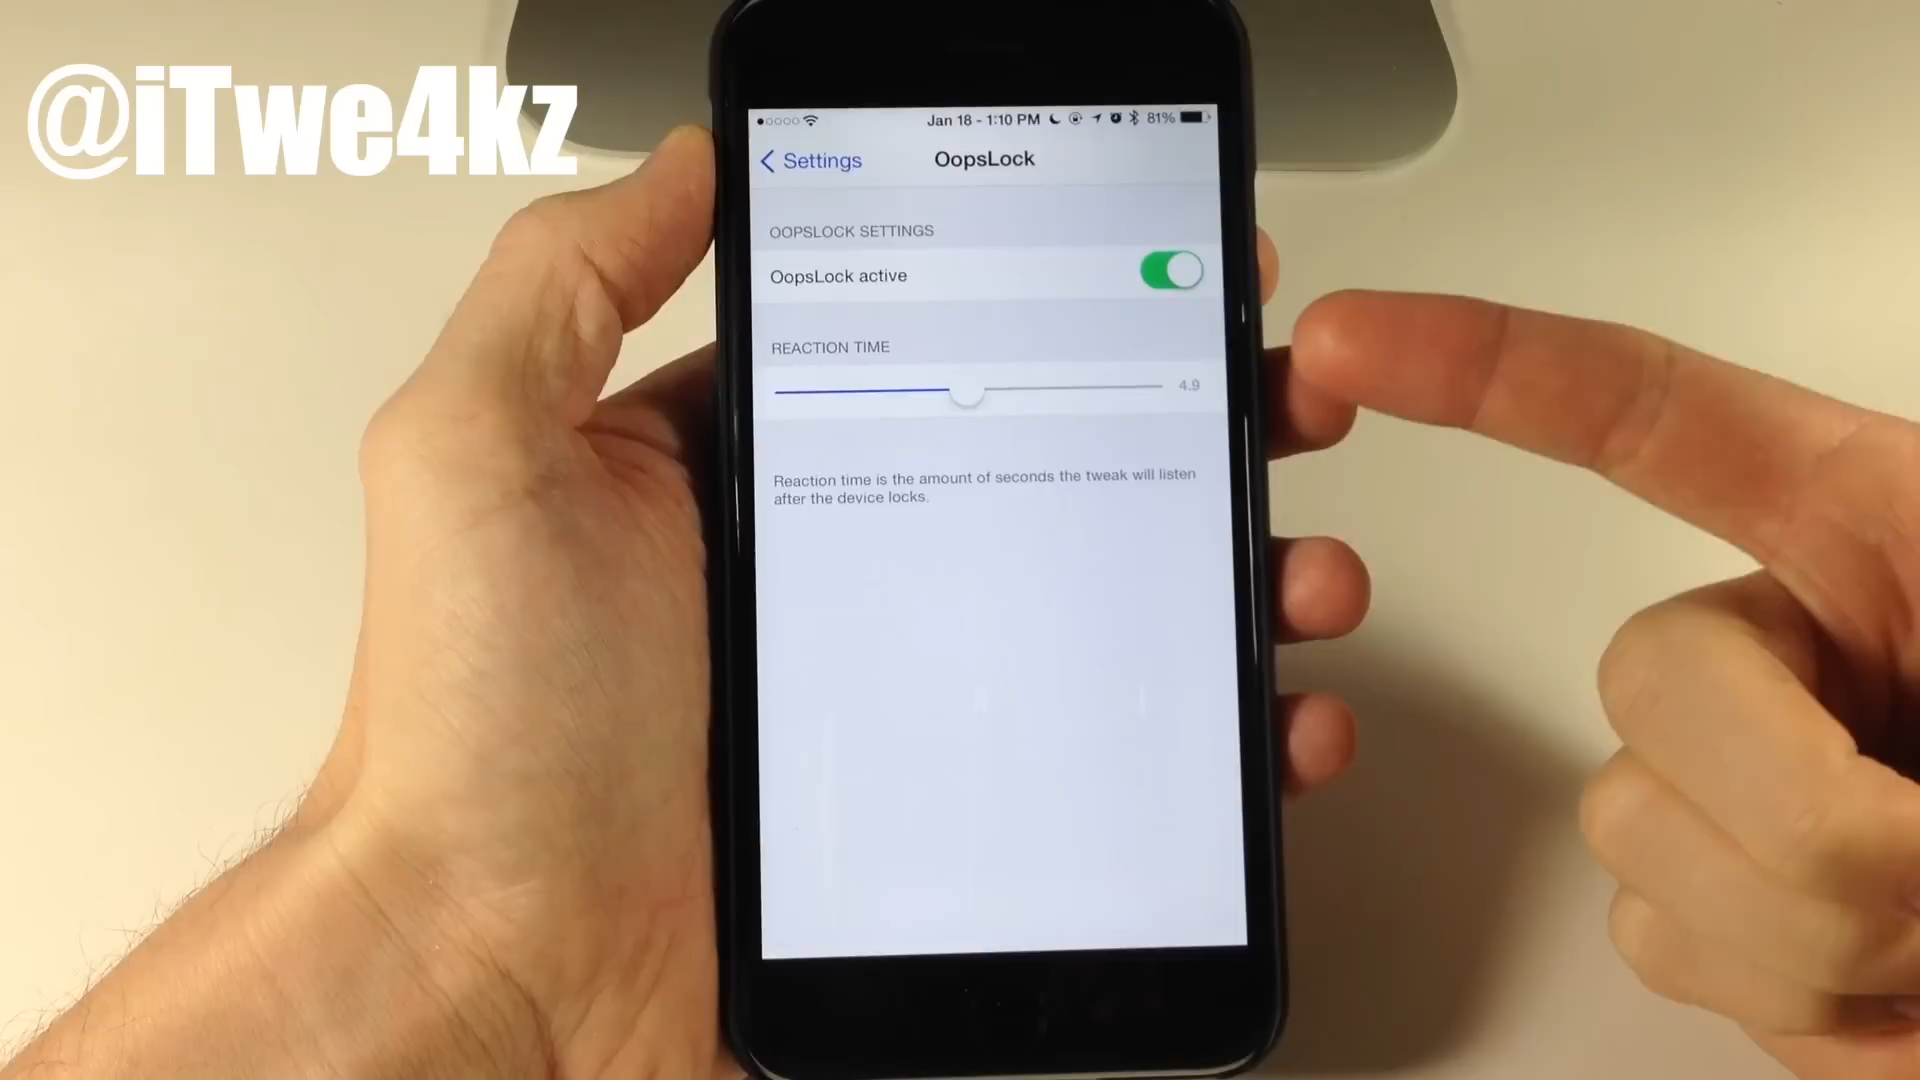 @iTwe4kz
Jan 18 - 1:10 PM 81%
Settings OopsLock
OOPSLOCK SETTINGS
OopsLock active
REACTION TIME
4.9
Reaction time is the amount of seconds the tweak will listen
after the device locks.